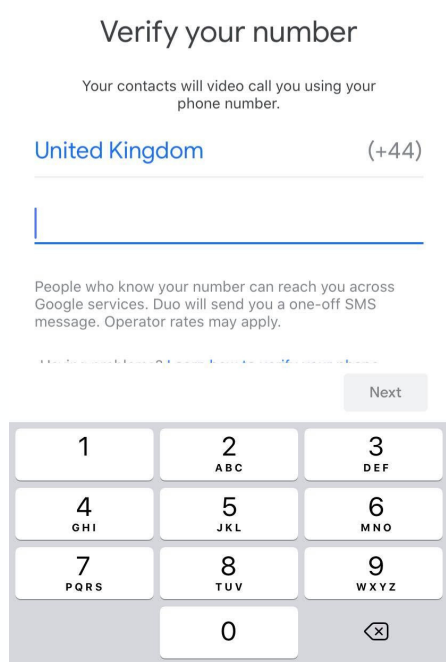 Verify your number
Your contacts will video call you using your
phone number.
United Kingdom (+44)
People who know your number can reach you across
Google services. Duo will send you a one-off SMS
message. Operator rates may apply.
Next
1
2
ABC
3
DEF
4
GHI
5
JKL
6
MNO
7
PQRS
8
TUV
9
WXYZ
0